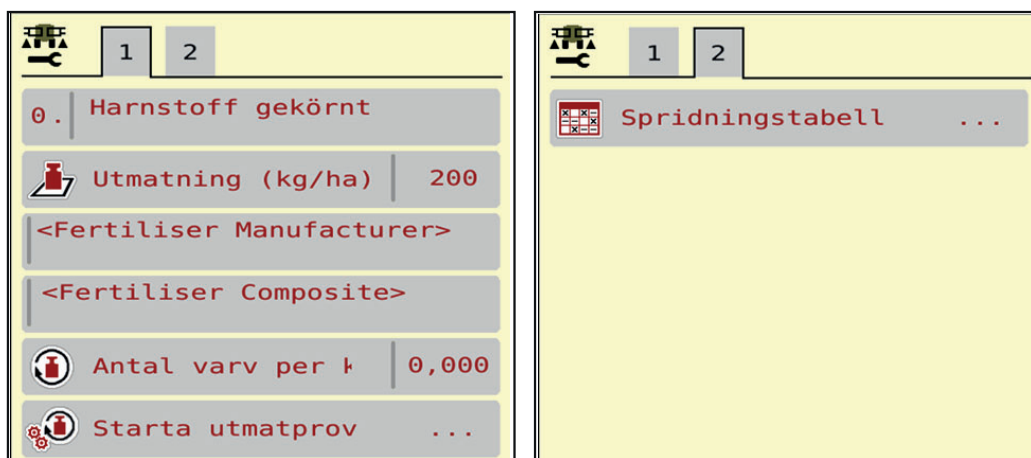 1 2
0. Harnstoff gekörnt
Utmatning (kg/ha) 200
<Fertiliser Manufacturer>
<Fertiliser Composite>
Antal varv per k 0,000
Starta utmatprov ...
1 2
Spridningstabell ...